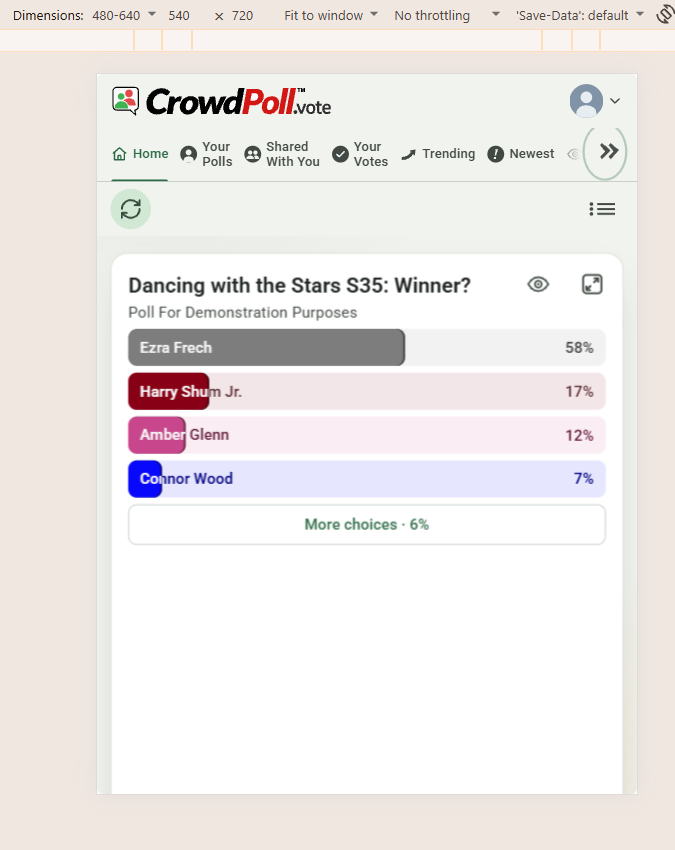 Dimensions: 480-640 540 × 720 Fit to window No throttling 'Save-Data': default
CrowdPoll.vote™
Home Your Polls Shared With You Your Votes Trending Newest
Dancing with the Stars S35: Winner?
Poll For Demonstration Purposes
Ezra Frech 58%
Harry Shum Jr. 17%
Amber Glenn 12%
Connor Wood 7%
More choices · 6%